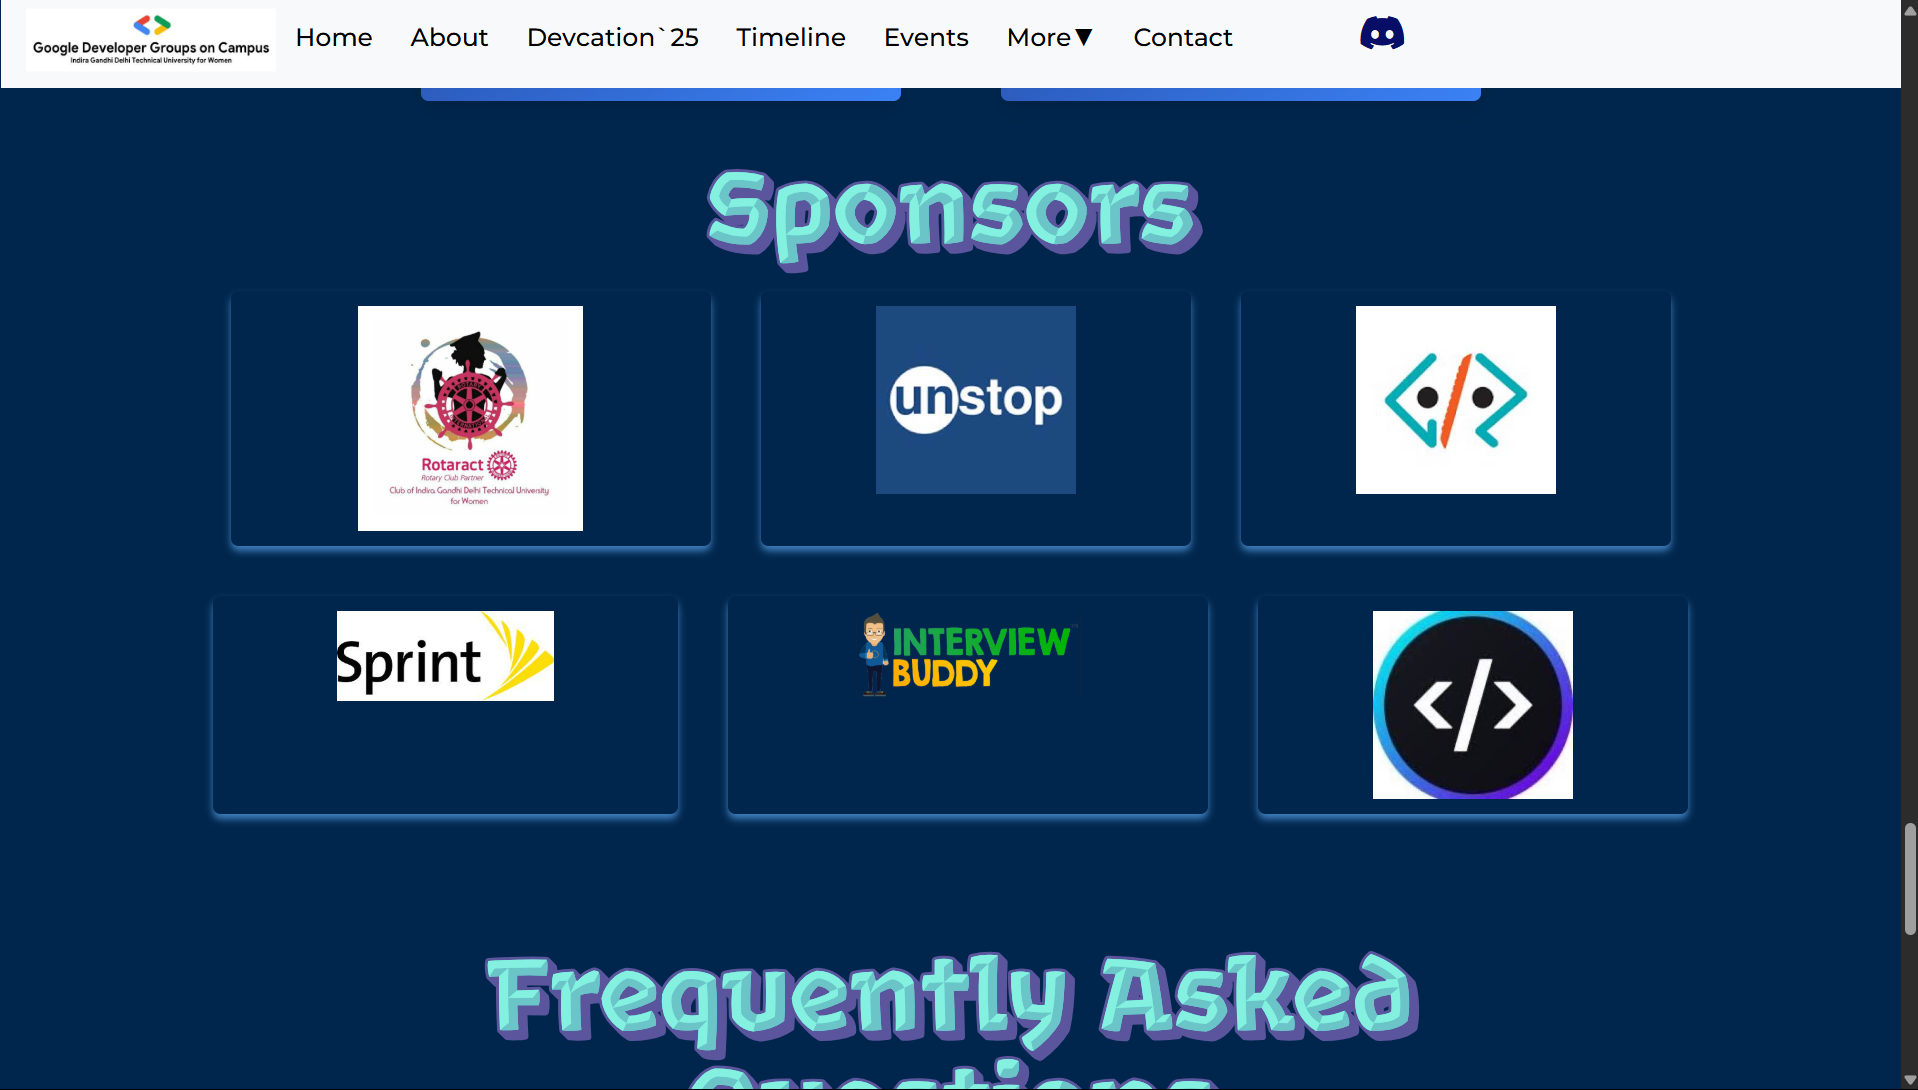 Google Developer Groups on Campus
Indira Gandhi Delhi Technical University for Women
Home About Devcation`25 Timeline Events More▼ Contact
Sponsors
ROTARY
Rotaract
Rotary Club Partner
Club of Indira Gandhi Delhi Technical University
for Women
unstop
Sprint
INTERVIEW
BUDDY
Frequently Asked
Questions